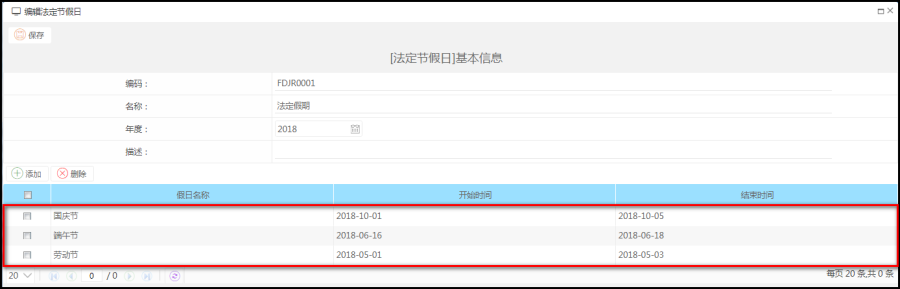 编辑法定节假日
保存
[法定节假日]基本信息
编码： FDJR0001
名称： 法定假期
年度： 2018
描述：
添加 删除
假日名称 开始时间 结束时间
国庆节 2018-10-01 2018-10-05
端午节 2018-06-16 2018-06-18
劳动节 2018-05-01 2018-05-03
20 0 / 0 每页 20 条,共 0 条